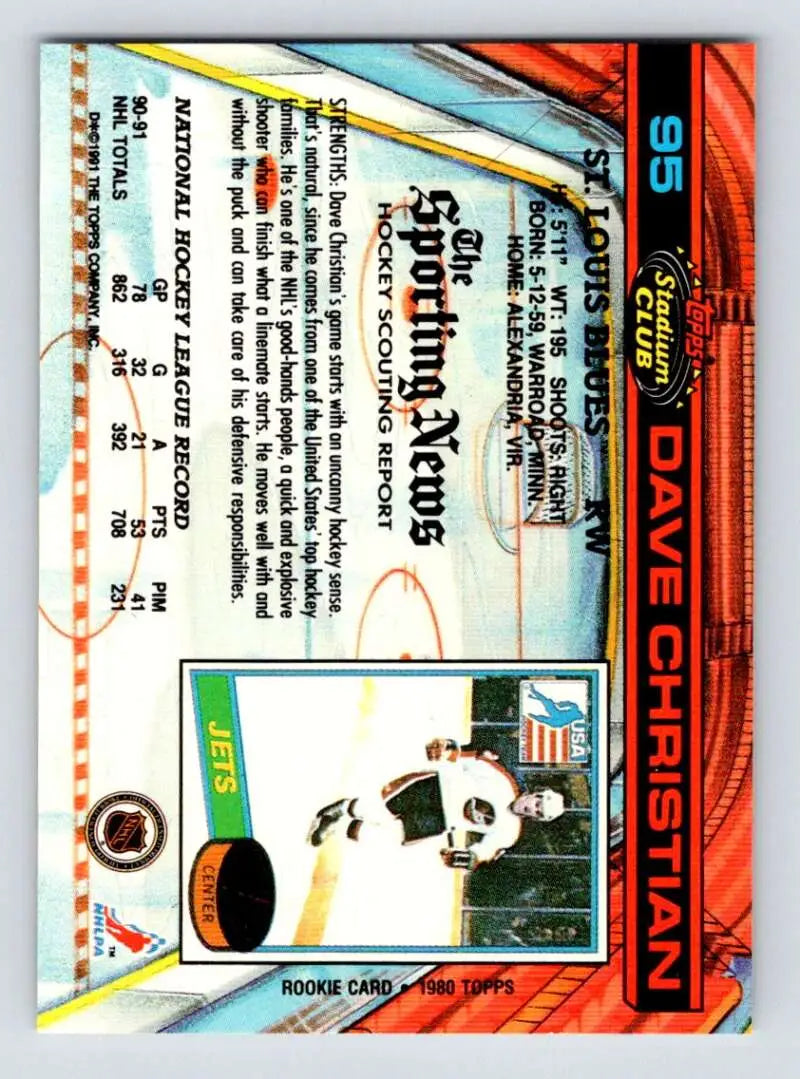 95
Topps
Stadium
CLUB
DAVE CHRISTIAN
ST. LOUIS BLUES RW
HT: 5'11" WT: 195 SHOOTS: RIGHT
BORN: 5-12-59, WARROAD, MINN.
HOME: ALEXANDRIA, VIR.
The
Sporting News
HOCKEY SCOUTING REPORT
STRENGTHS: Dave Christian's game starts with an uncanny hockey sense.
That's natural, since he comes from one of the United States' top hockey
families. He's one of the NHL's good-hands people, a quick and explosive
shooter who can finish what a linemate starts. He moves well with and
without the puck and can take care of his defensive responsibilities.
NATIONAL HOCKEY LEAGUE RECORD
GP G A PTS PIM
90-91 78 32 21 53 41
NHL TOTALS 862 316 392 708 231
D#©1991 THE TOPPS COMPANY, INC.
USA
JETS
CENTER
ROOKIE CARD • 1980 TOPPS
NHL
NHLPA
TM